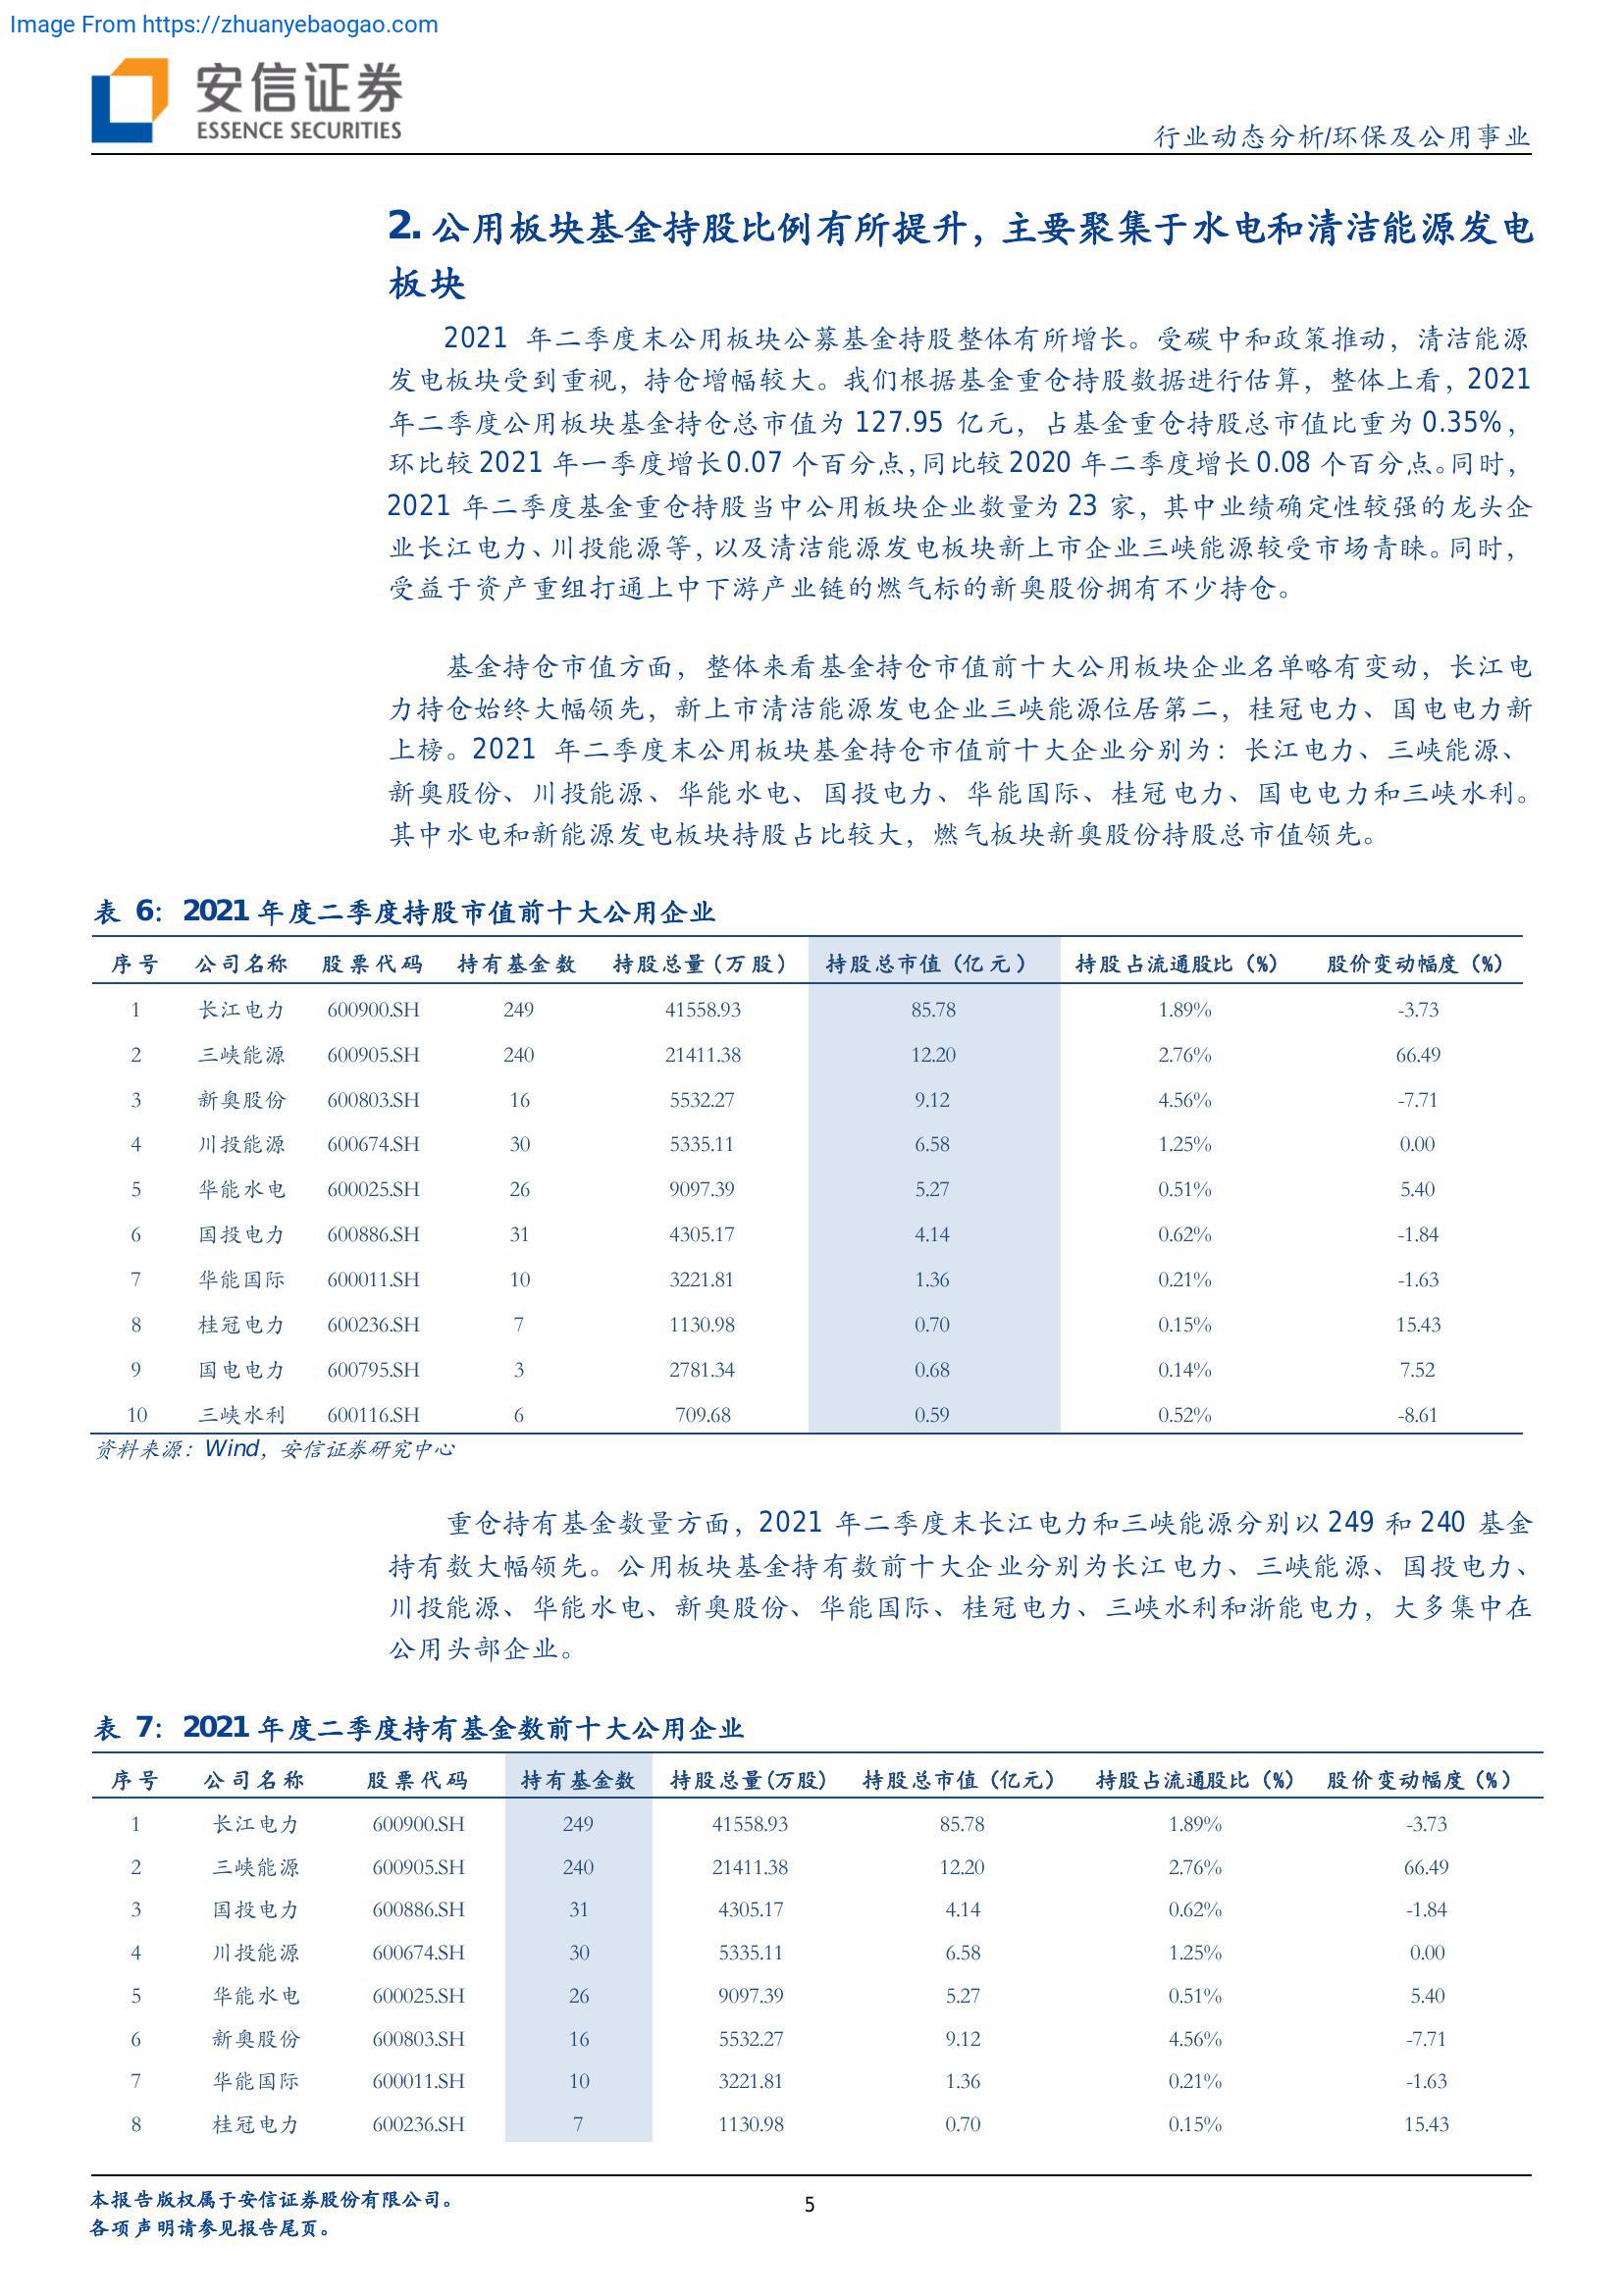 Image From https://zhuanyebaogao.com
安信证券
ESSENCE SECURITIES
行业动态分析/环保及公用事业
2. 公用板块基金持股比例有所提升，主要聚集于水电和清洁能源发电
板块
2021 年二季度末公用板块公募基金持股整体有所增长。受碳中和政策推动，清洁能源
发电板块受到重视，持仓增幅较大。我们根据基金重仓持股数据进行估算，整体上看，2021
年二季度公用板块基金持仓总市值为 127.95 亿元，占基金重仓持股总市值比重为 0.35%，
环比较 2021 年一季度增长 0.07 个百分点，同比较 2020 年二季度增长 0.08 个百分点。同时，
2021 年二季度基金重仓持股当中公用板块企业数量为 23 家，其中业绩确定性较强的龙头企
业长江电力、川投能源等，以及清洁能源发电板块新上市企业三峡能源较受市场青睐。同时，
受益于资产重组打通上中下游产业链的燃气标的新奥股份拥有不少持仓。
基金持仓市值方面，整体来看基金持仓市值前十大公用板块企业名单略有变动，长江电
力持仓始终大幅领先，新上市清洁能源发电企业三峡能源位居第二，桂冠电力、国电电力新
上榜。2021 年二季度末公用板块基金持仓市值前十大企业分别为：长江电力、三峡能源、
新奥股份、川投能源、华能水电、国投电力、华能国际、桂冠电力、国电电力和三峡水利。
其中水电和新能源发电板块持股占比较大，燃气板块新奥股份持股总市值领先。
表 6： 2021 年度二季度持股市值前十大公用企业
序号 公司名称 股票代码 持有基金数 持股总量（万股） 持股总市值（亿元） 持股占流通股比（%） 股价变动幅度（%）
1 长江电力 600900.SH 249 41558.93 85.78 1.89% -3.73
2 三峡能源 600905.SH 240 21411.38 12.20 2.76% 66.49
3 新奥股份 600803.SH 16 5532.27 9.12 4.56% -7.71
4 川投能源 600674.SH 30 5335.11 6.58 1.25% 0.00
5 华能水电 600025.SH 26 9097.39 5.27 0.51% 5.40
6 国投电力 600886.SH 31 4305.17 4.14 0.62% -1.84
7 华能国际 600011.SH 10 3221.81 1.36 0.21% -1.63
8 桂冠电力 600236.SH 7 1130.98 0.70 0.15% 15.43
9 国电电力 600795.SH 3 2781.34 0.68 0.14% 7.52
10 三峡水利 600116.SH 6 709.68 0.59 0.52% -8.61
资料来源：Wind，安信证券研究中心
重仓持有基金数量方面，2021 年二季度末长江电力和三峡能源分别以 249 和 240 基金
持有数大幅领先。公用板块基金持有数前十大企业分别为长江电力、三峡能源、国投电力、
川投能源、华能水电、新奥股份、华能国际、桂冠电力、三峡水利和浙能电力，大多集中在
公用头部企业。
表 7： 2021 年度二季度持有基金数前十大公用企业
序号 公司名称 股票代码 持有基金数 持股总量(万股) 持股总市值（亿元） 持股占流通股比（%） 股价变动幅度（%）
1 长江电力 600900.SH 249 41558.93 85.78 1.89% -3.73
2 三峡能源 600905.SH 240 21411.38 12.20 2.76% 66.49
3 国投电力 600886.SH 31 4305.17 4.14 0.62% -1.84
4 川投能源 600674.SH 30 5335.11 6.58 1.25% 0.00
5 华能水电 600025.SH 26 9097.39 5.27 0.51% 5.40
6 新奥股份 600803.SH 16 5532.27 9.12 4.56% -7.71
7 华能国际 600011.SH 10 3221.81 1.36 0.21% -1.63
8 桂冠电力 600236.SH 7 1130.98 0.70 0.15% 15.43
本报告版权属于安信证券股份有限公司。
各项声明请参见报告尾页。
5